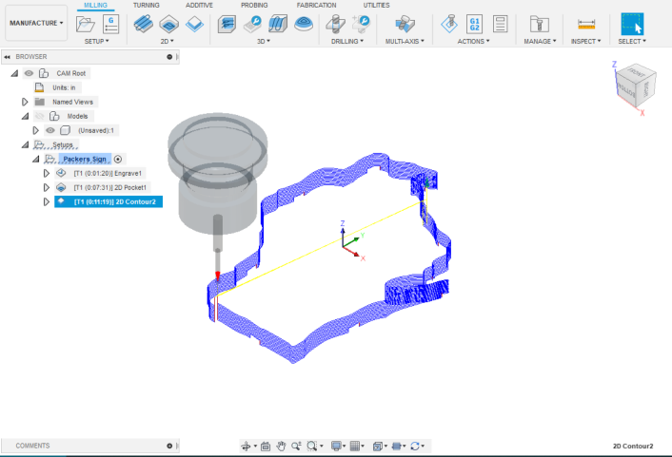 MILLING TURNING ADDITIVE PROBING FABRICATION UTILITIES
MANUFACTURE
G
G1
G2
SETUP 2D 3D DRILLING MULTI-AXIS ACTIONS MANAGE INSPECT SELECT
BROWSER
CAM Root
Units: in
Named Views
Models
(Unsaved):1
Setups
Packers Sign
[T1 (0:01:20)] Engrave1
[T1 (0:07:31)] 2D Pocket1
[T1 (0:11:19)] 2D Contour2
Z
Y
X
Z
X
COMMENTS
2D Contour2